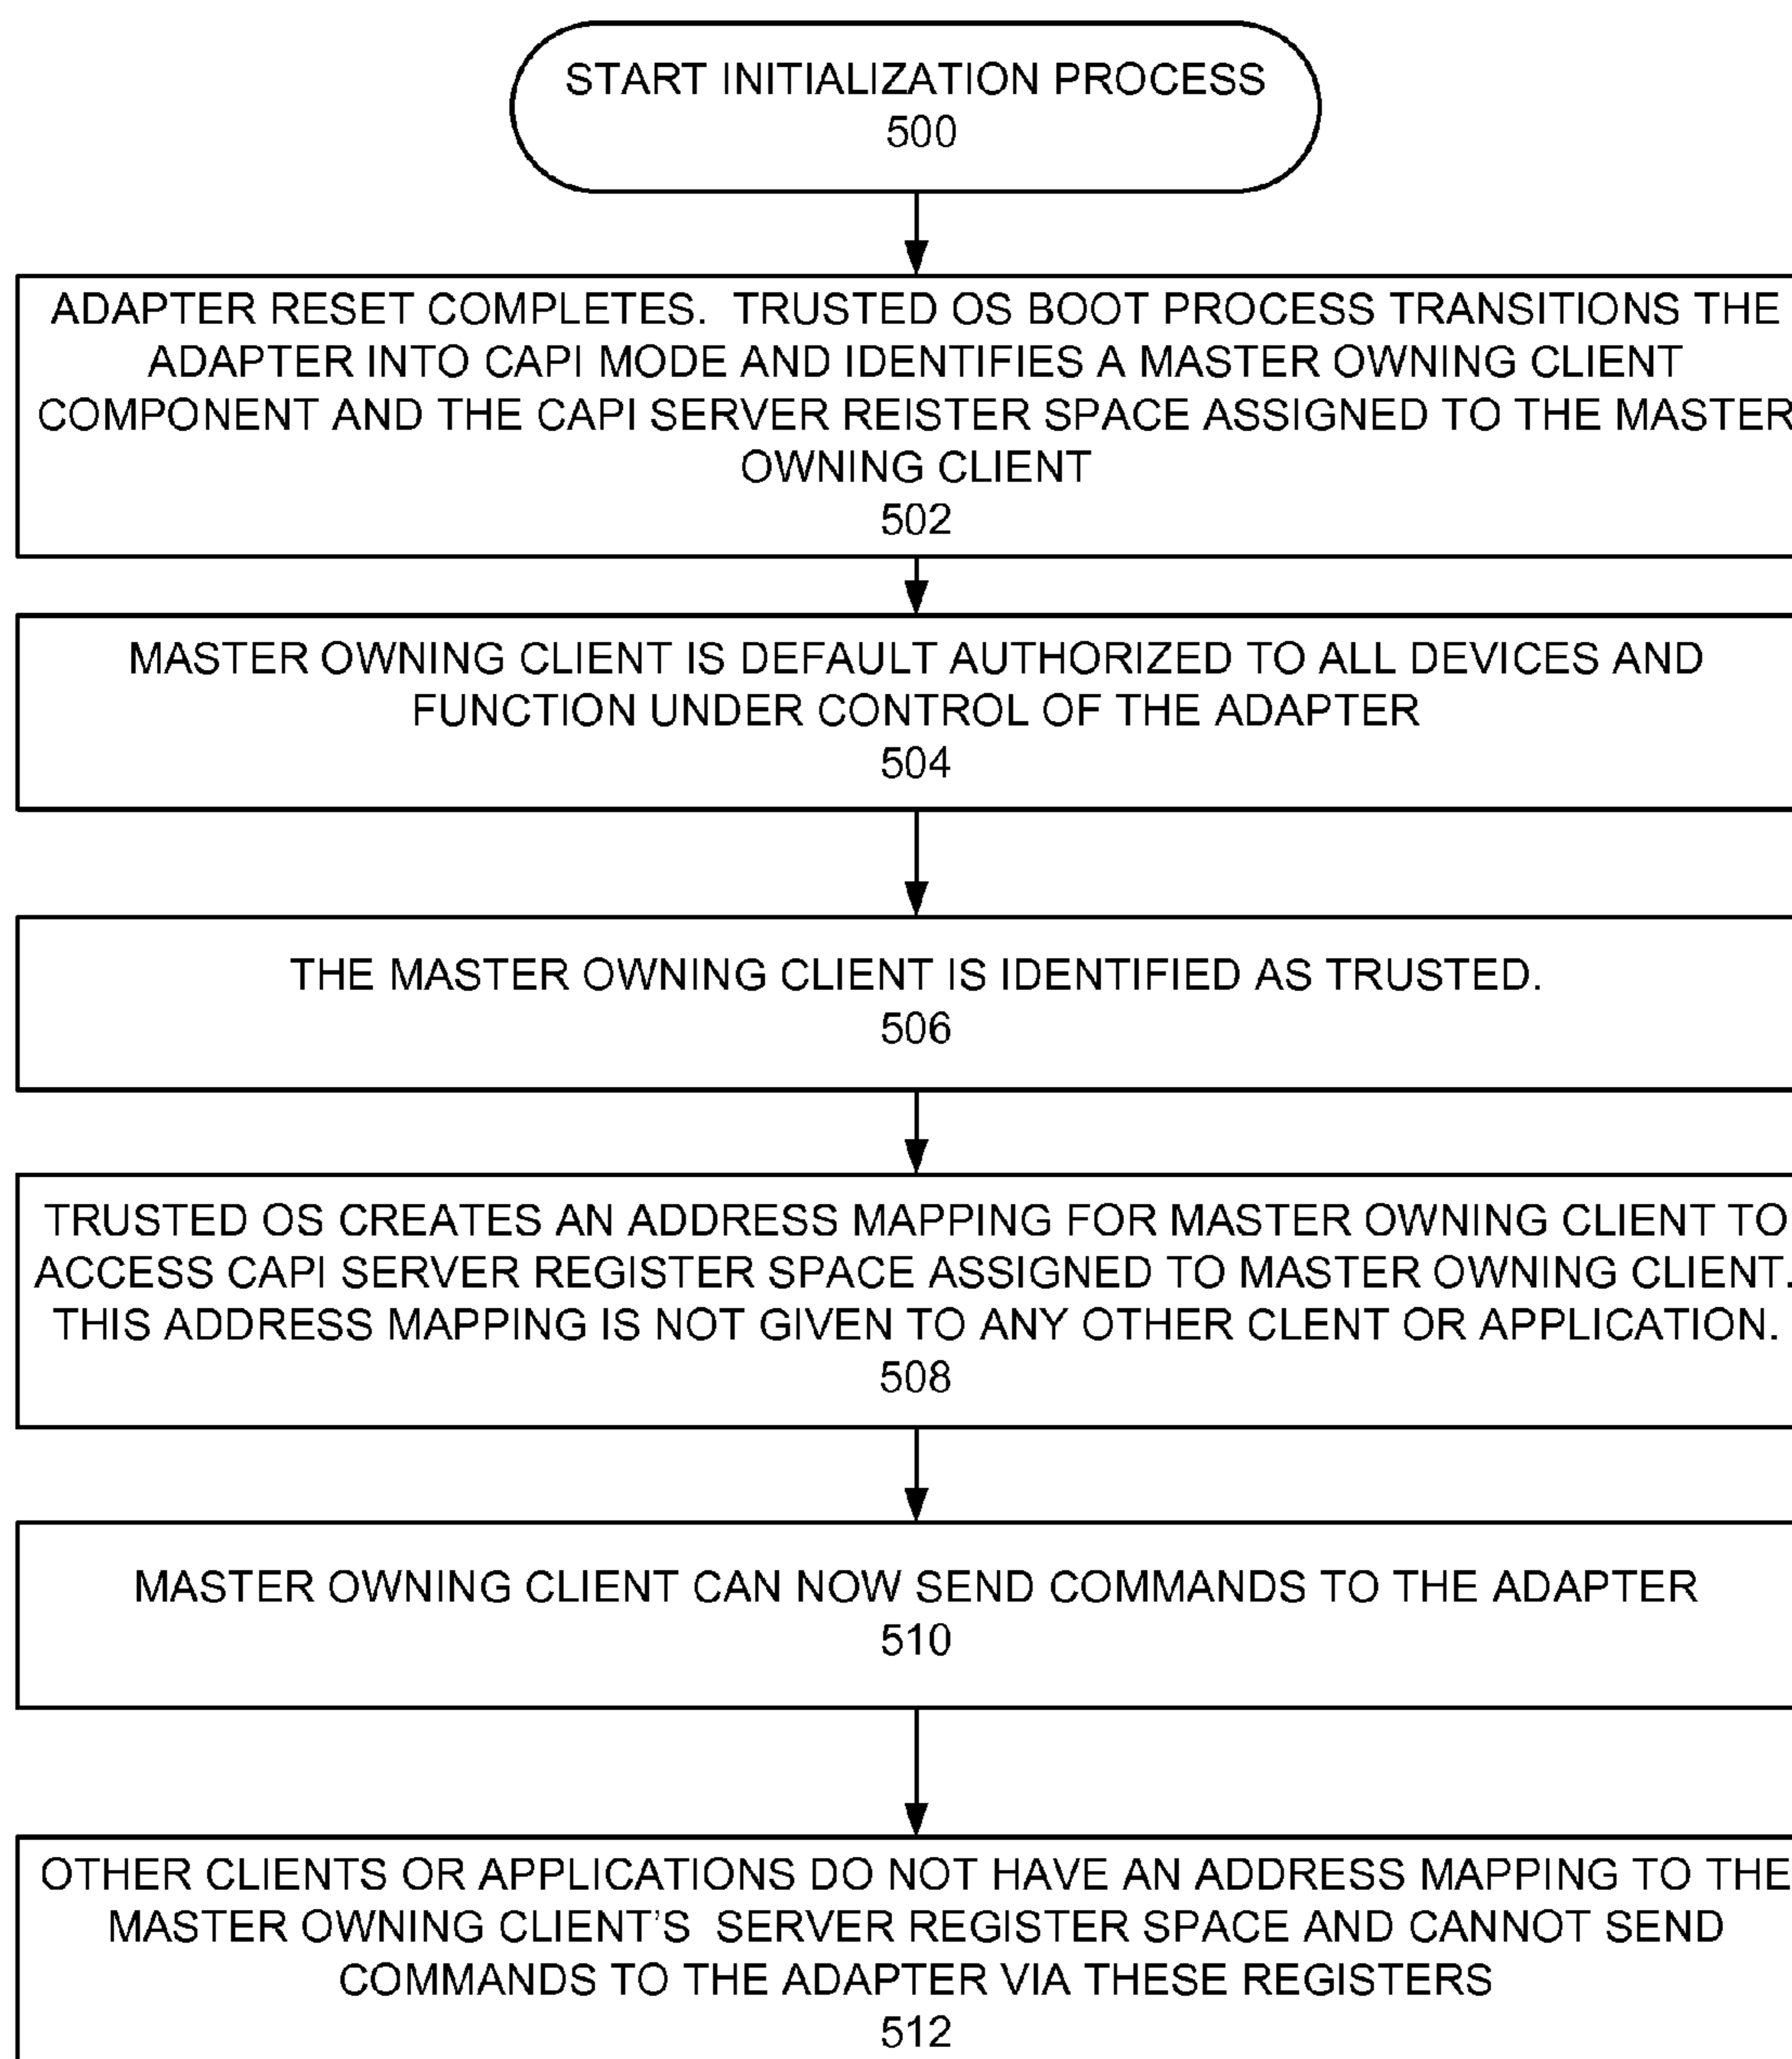 START INITIALIZATION PROCESS
500
ADAPTER RESET COMPLETES.  TRUSTED OS BOOT PROCESS TRANSITIONS THE
ADAPTER INTO CAPI MODE AND IDENTIFIES A MASTER OWNING CLIENT
COMPONENT AND THE CAPI SERVER REISTER SPACE ASSIGNED TO THE MASTER
OWNING CLIENT
502
MASTER OWNING CLIENT IS DEFAULT AUTHORIZED TO ALL DEVICES AND
FUNCTION UNDER CONTROL OF THE ADAPTER
504
THE MASTER OWNING CLIENT IS IDENTIFIED AS TRUSTED.
506
TRUSTED OS CREATES AN ADDRESS MAPPING FOR MASTER OWNING CLIENT TO
ACCESS CAPI SERVER REGISTER SPACE ASSIGNED TO MASTER OWNING CLIENT.
THIS ADDRESS MAPPING IS NOT GIVEN TO ANY OTHER CLENT OR APPLICATION.
508
MASTER OWNING CLIENT CAN NOW SEND COMMANDS TO THE ADAPTER
510
OTHER CLIENTS OR APPLICATIONS DO NOT HAVE AN ADDRESS MAPPING TO THE
MASTER OWNING CLIENT'S  SERVER REGISTER SPACE AND CANNOT SEND
COMMANDS TO THE ADAPTER VIA THESE REGISTERS
512